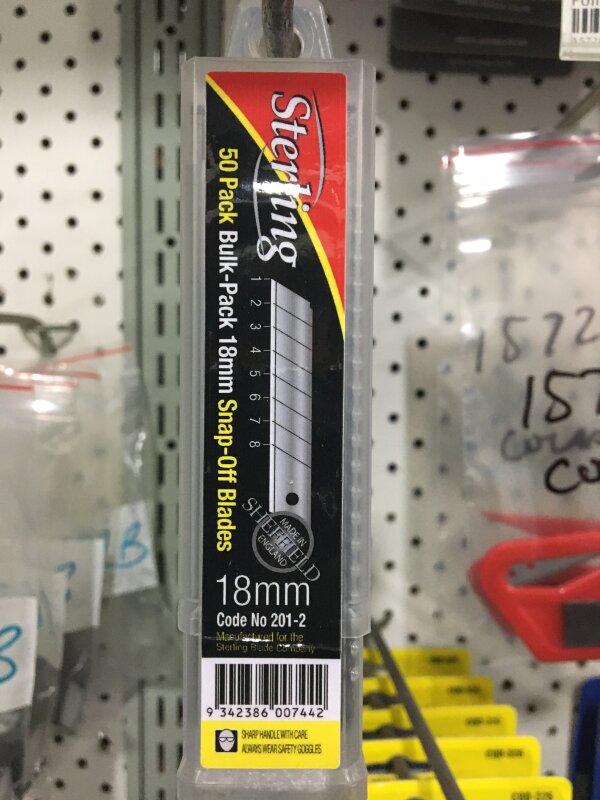 Sterling
50 Pack Bulk-Pack 18mm Snap-Off Blades
1 2 3 4 5 6 7 8
MADE IN
SHEFFIELD
ENGLAND
18mm
Code No 201-2
Manufactured for the
Sterling Blade Company
9 342386 007442
SHARP HANDLE WITH CARE
ALWAYS WEAR SAFETY GOGGLES
1572
157
B